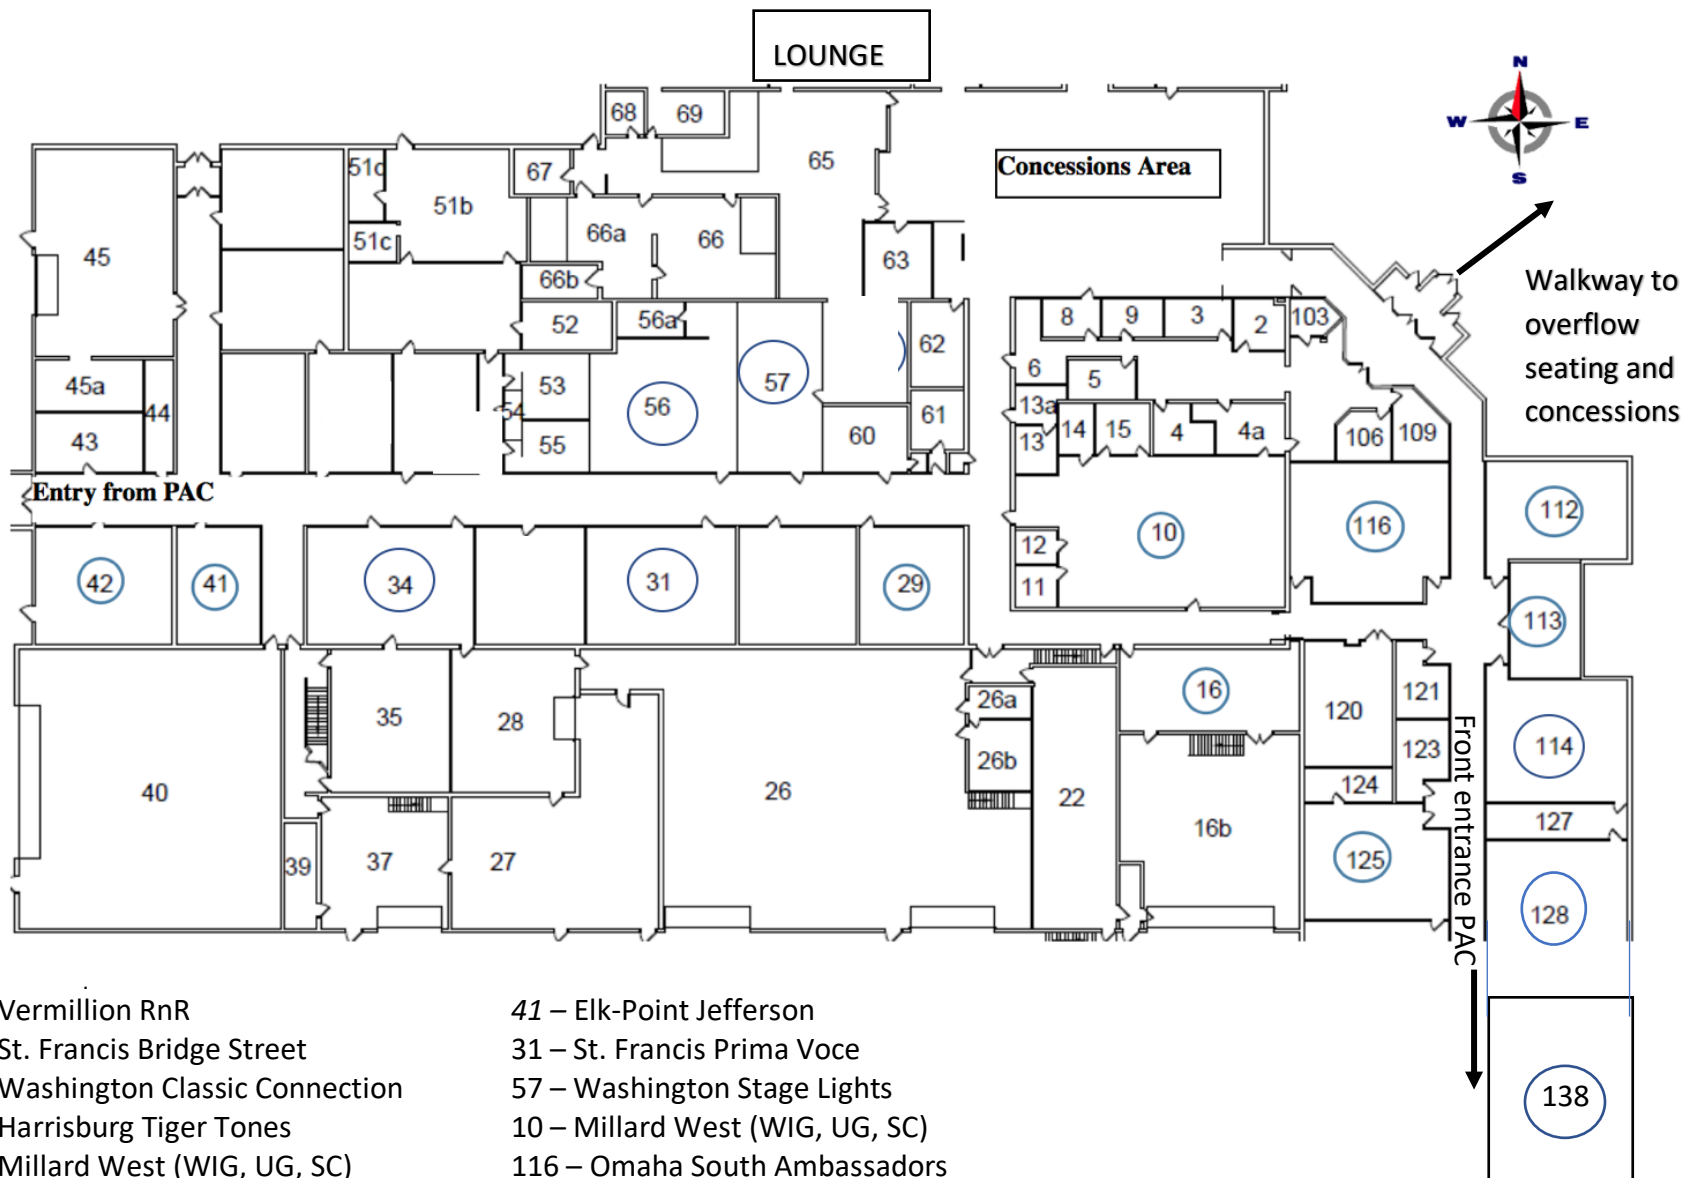 LOUNGE
N
W
E
S
68
69
65
Concessions Area
67
51d
51b
51c
45
66a
66
63
66b
Walkway to
overflow
seating and
concessions
52
56a
62
8
9
3
2
103
6
5
57
53
45a
44
54
56
13a
61
43
55
60
13
14
15
4
4a
106
109
Entry from PAC
112
116
10
12
42
41
34
31
29
11
113
16
26a
121
35
28
120
114
Front entrance PAC
123
26b
40
26
22
124
16b
127
39
37
27
125
128
138
Vermillion RnR
41 – Elk-Point Jefferson
St. Francis Bridge Street
31 – St. Francis Prima Voce
Washington Classic Connection
57 – Washington Stage Lights
Harrisburg Tiger Tones
10 – Millard West (WIG, UG, SC)
Millard West (WIG, UG, SC)
116 – Omaha South Ambassadors